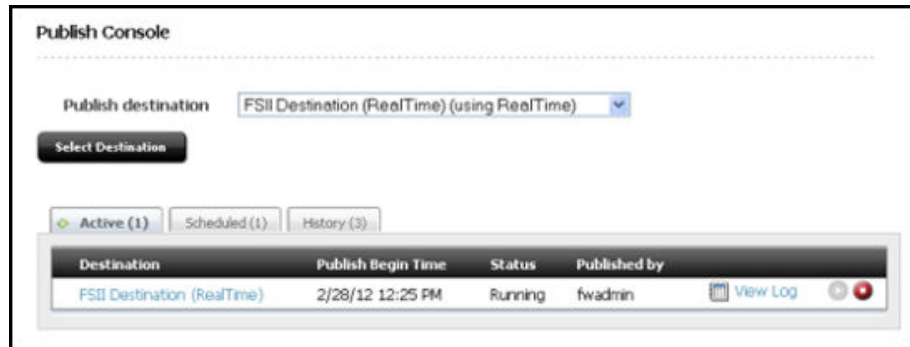 Publish Console
Publish destination FSII Destination (RealTime) (using RealTime)
Select Destination
Active (1) Scheduled (1) History (3)
Destination Publish Begin Time Status Published by
FSII Destination (RealTime) 2/28/12 12:25 PM Running fwadmin View Log